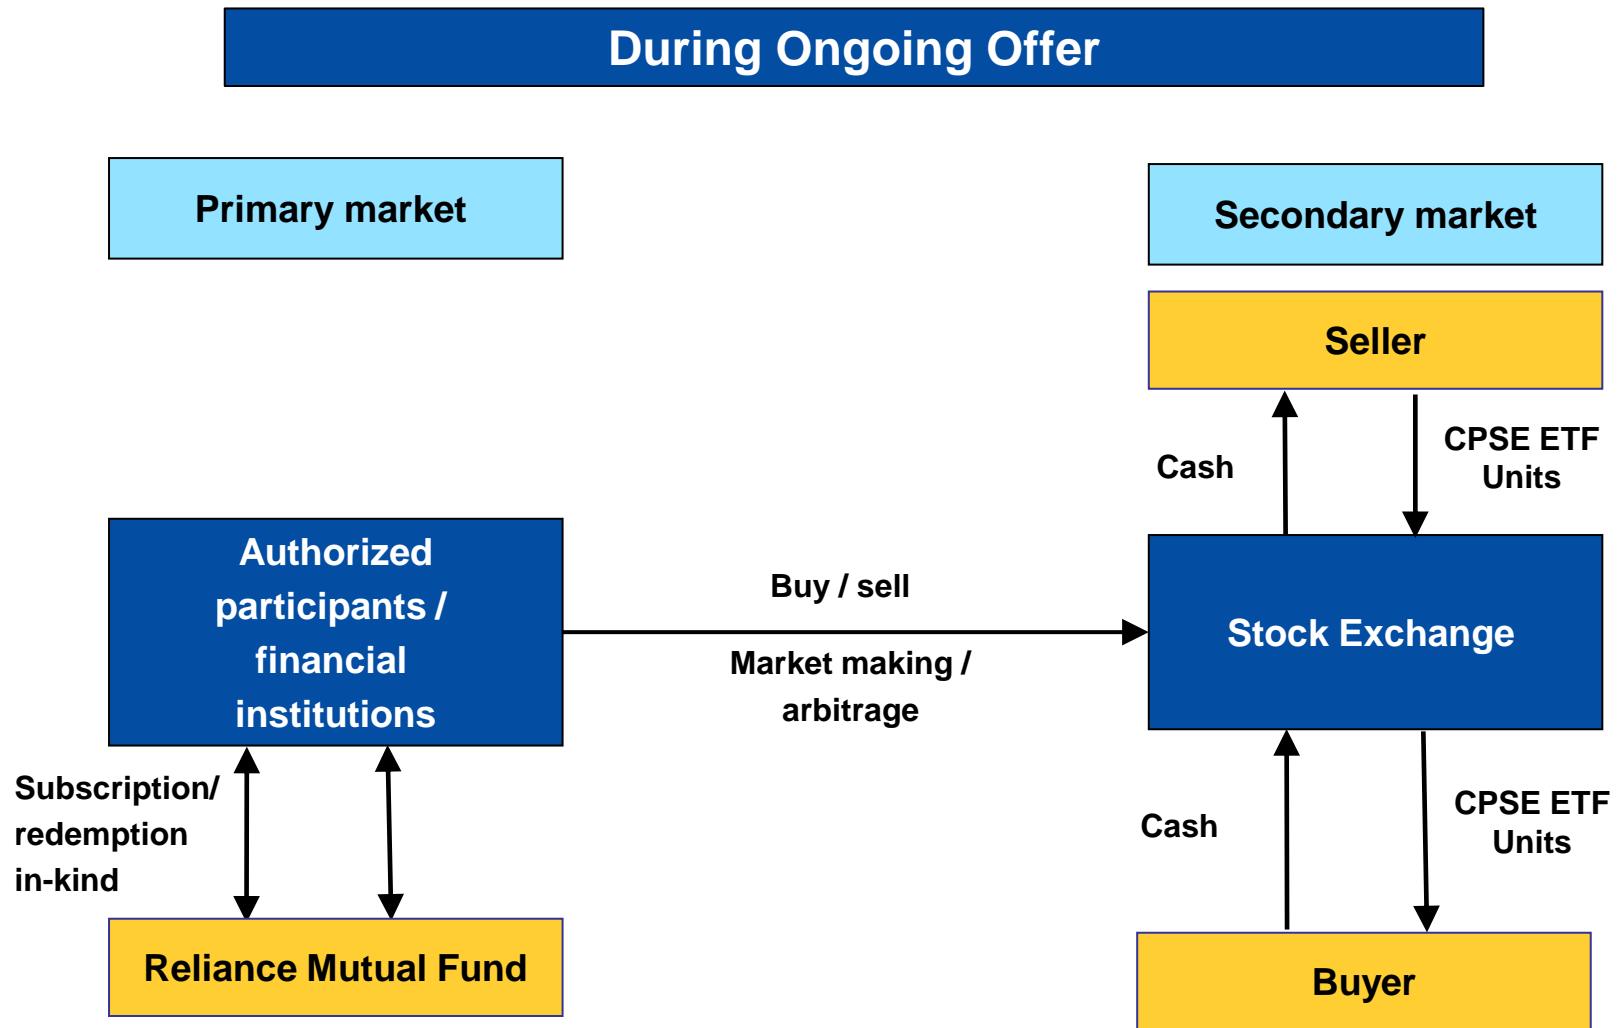 During Ongoing Offer
Primary market
Secondary market
Seller
Cash
CPSE ETF
Units
Authorized
participants /
financial
institutions
Buy / sell
Market making /
arbitrage
Stock Exchange
Subscription/
redemption
in-kind
Cash
CPSE ETF
Units
Reliance Mutual Fund
Buyer